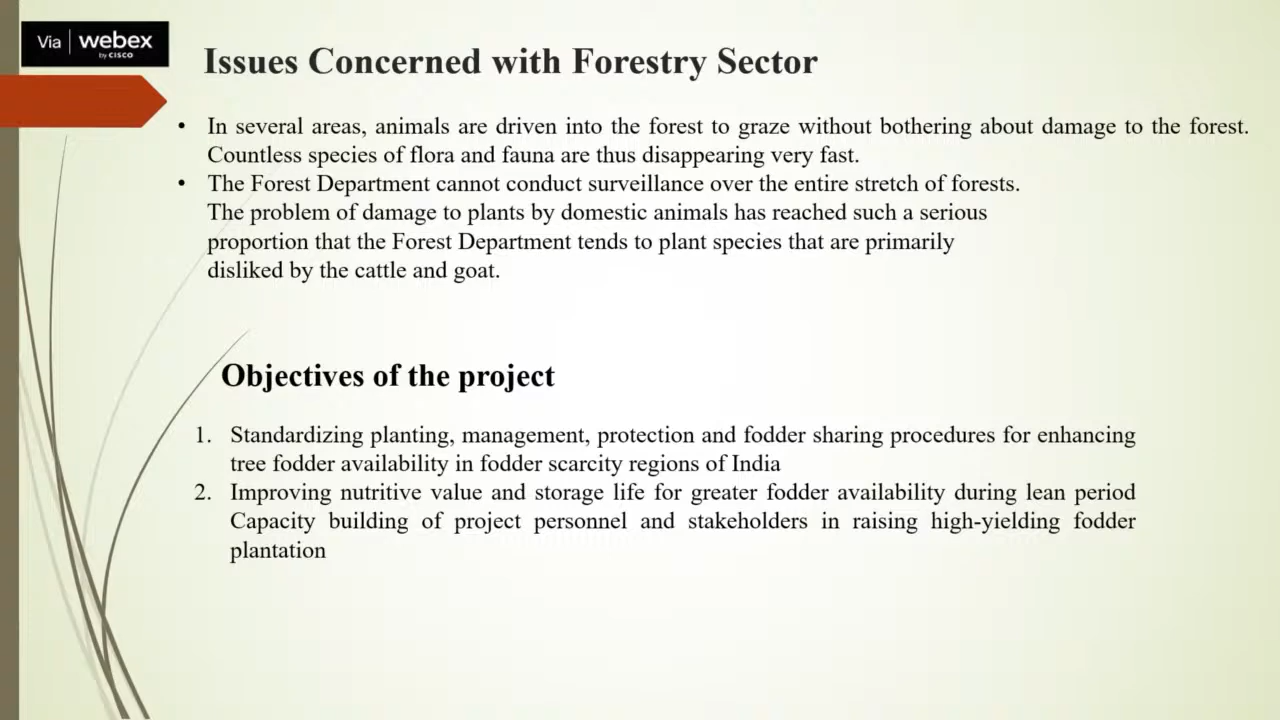 Via | webex
by CISCO
Issues Concerned with Forestry Sector
• In several areas, animals are driven into the forest to graze without bothering about damage to the forest.
Countless species of flora and fauna are thus disappearing very fast.
• The Forest Department cannot conduct surveillance over the entire stretch of forests.
The problem of damage to plants by domestic animals has reached such a serious
proportion that the Forest Department tends to plant species that are primarily
disliked by the cattle and goat.
Objectives of the project
1. Standardizing planting, management, protection and fodder sharing procedures for enhancing
tree fodder availability in fodder scarcity regions of India
2. Improving nutritive value and storage life for greater fodder availability during lean period
Capacity building of project personnel and stakeholders in raising high-yielding fodder
plantation